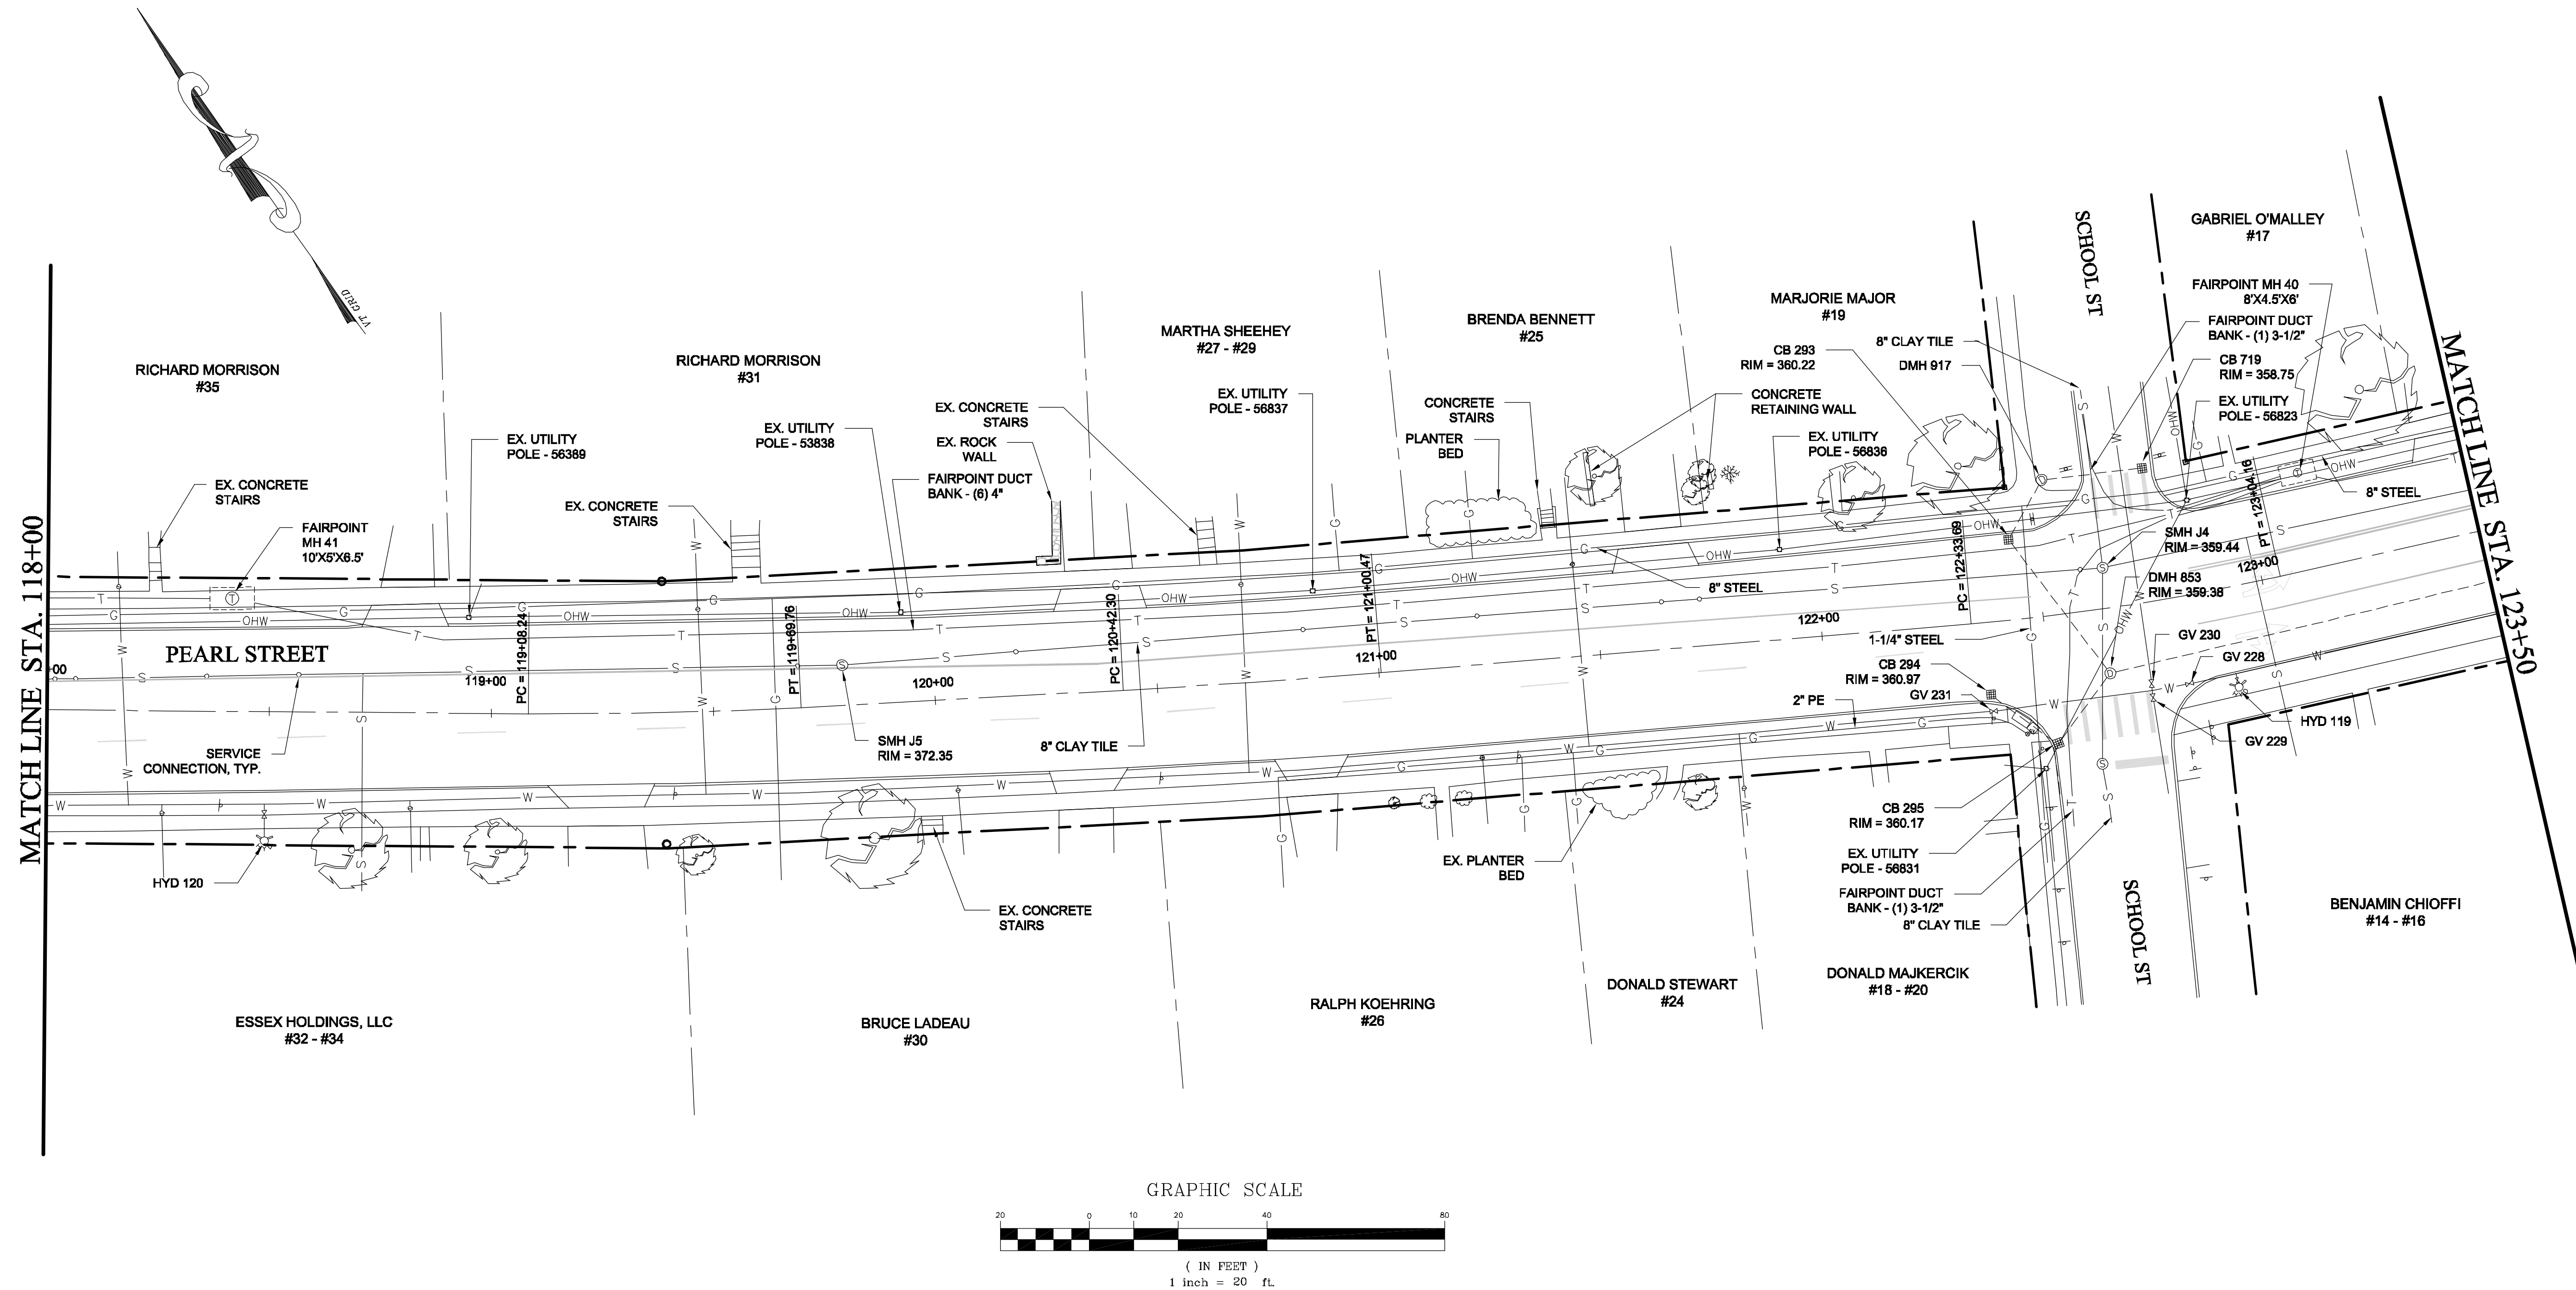 VT GRID
MATCH LINE STA. 118+00
RICHARD MORRISON
#35
EX. CONCRETE
STAIRS
FAIRPOINT
MH 41
10'X5'X6.5'
PEARL STREET
SERVICE
CONNECTION, TYP.
HYD 120
ESSEX HOLDINGS, LLC
#32 - #34
EX. UTILITY
POLE - 56389
119+00
PC = 119+08.24
RICHARD MORRISON
#31
EX. CONCRETE
STAIRS
EX. UTILITY
POLE - 53838
PT = 119+69.76
SMH J5
RIM = 372.35
120+00
EX. CONCRETE
STAIRS
BRUCE LADEAU
#30
EX. CONCRETE
STAIRS
EX. ROCK
WALL
FAIRPOINT DUCT
BANK - (6) 4"
PC = 120+42.30
8" CLAY TILE
MARTHA SHEEHEY
#27 - #29
EX. UTILITY
POLE - 56837
PT = 121+00.47
121+00
RALPH KOEHRING
#26
BRENDA BENNETT
#25
CONCRETE
STAIRS
PLANTER
BED
EX. PLANTER
BED
DONALD STEWART
#24
MARJORIE MAJOR
#19
CB 293
RIM = 360.22
CONCRETE
RETAINING WALL
EX. UTILITY
POLE - 56836
8" STEEL
122+00
PC = 122+33.69
1-1/4" STEEL
CB 294
RIM = 360.97
GV 231
2" PE
CB 295
RIM = 360.17
EX. UTILITY
POLE - 56831
FAIRPOINT DUCT
BANK - (1) 3-1/2"
8" CLAY TILE
DONALD MAJKERCIK
#18 - #20
8" CLAY TILE
DMH 917
SCHOOL ST
GABRIEL O'MALLEY
#17
FAIRPOINT MH 40
8'X4.5'X6'
FAIRPOINT DUCT
BANK - (1) 3-1/2"
CB 719
RIM = 358.75
EX. UTILITY
POLE - 56823
8" STEEL
PT = 123+04.16
SMH J4
RIM = 359.44
123+00
DMH 853
RIM = 359.38
GV 230
GV 228
HYD 119
GV 229
SCHOOL ST
BENJAMIN CHIOFFI
#14 - #16
MATCH LINE STA. 123+50
GRAPHIC SCALE
20 0 10 20 40 80
( IN FEET )
1 inch = 20 ft.